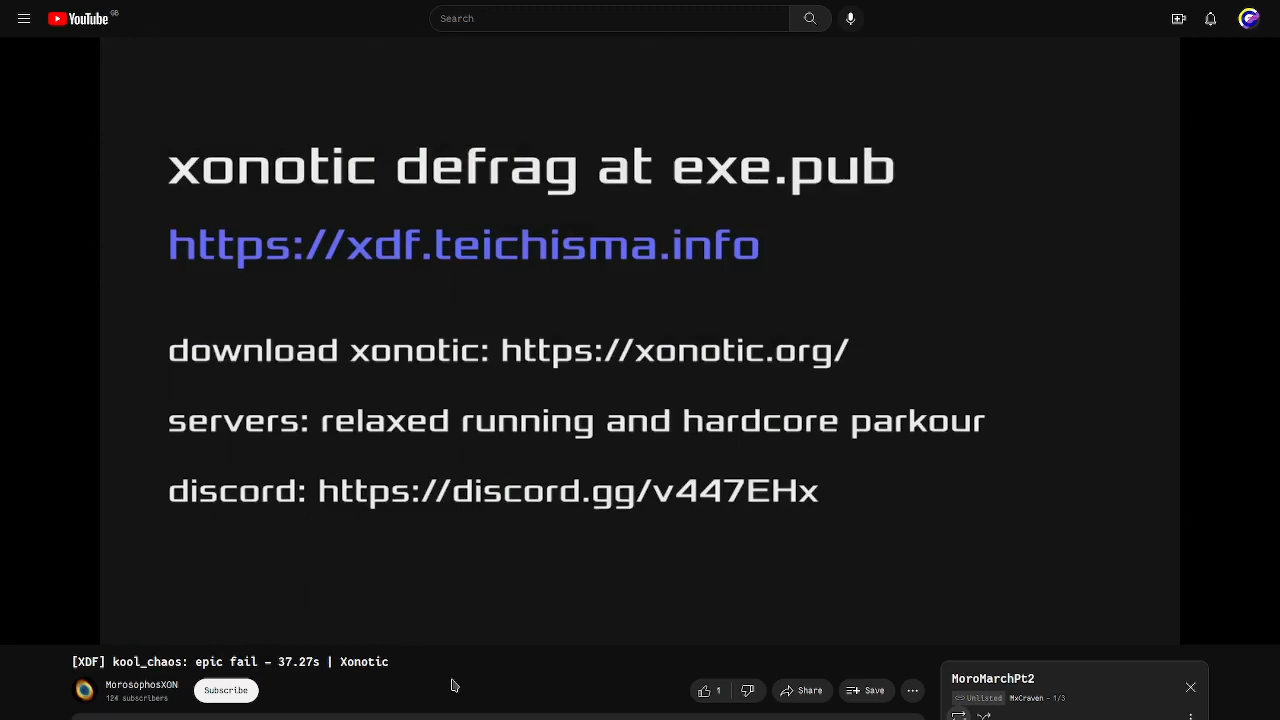 YouTube GB
Search
xonotic defrag at exe.pub
https://xdf.teichisma.info
download xonotic: https://xonotic.org/
servers: relaxed running and hardcore parkour
discord: https://discord.gg/v447EHx
[XDF] kool_chaos: epic fail – 37.27s | Xonotic
MorosophosXON
124 subscribers
Subscribe
1
Share
Save
MoroMarchPt2
Unlisted MxCraven - 1/3